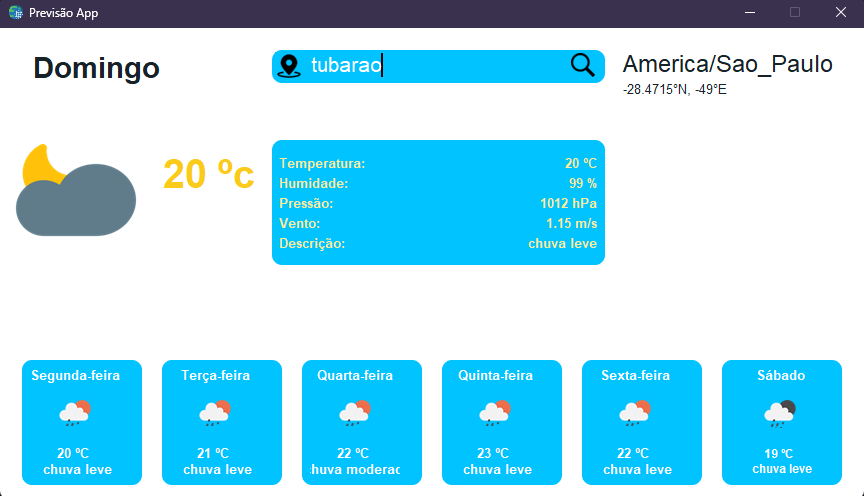 Previsão App
Domingo
tubarao
America/Sao_Paulo
-28.4715°N, -49°E
20 ºc
Temperatura: 20 ºC
Humidade: 99 %
Pressão: 1012 hPa
Vento: 1.15 m/s
Descrição: chuva leve
Segunda-feira
20 ºC
chuva leve
Terça-feira
21 ºC
chuva leve
Quarta-feira
22 ºC
chuva moderac
Quinta-feira
23 ºC
chuva leve
Sexta-feira
22 ºC
chuva leve
Sábado
19 ºC
chuva leve